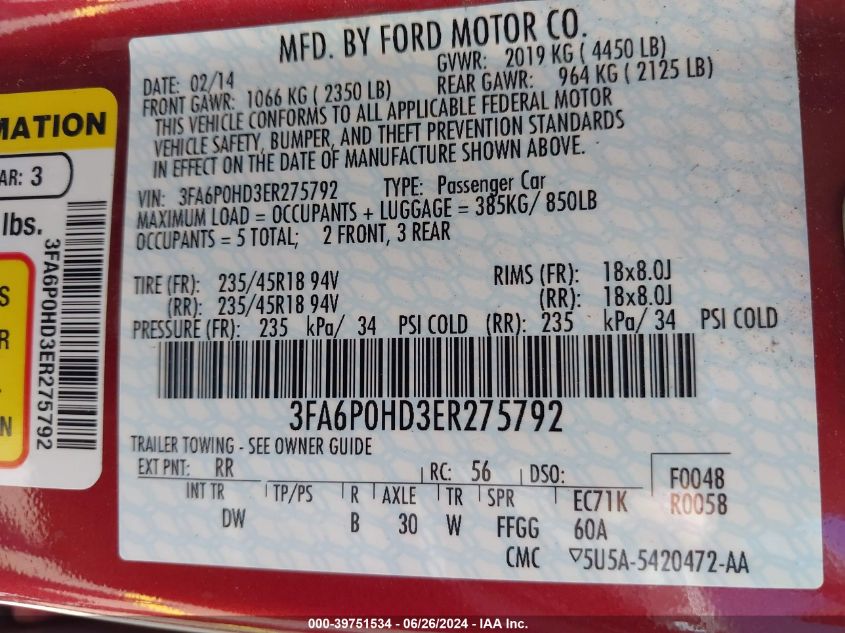 MFD. BY FORD MOTOR CO.
DATE: 02/14 GVWR: 2019 KG ( 4450 LB)
FRONT GAWR: 1066 KG ( 2350 LB) REAR GAWR: 964 KG ( 2125 LB)
THIS VEHICLE CONFORMS TO ALL APPLICABLE FEDERAL MOTOR
VEHICLE SAFETY, BUMPER, AND THEFT PREVENTION STANDARDS
IN EFFECT ON THE DATE OF MANUFACTURE SHOWN ABOVE.
VIN: 3FA6P0HD3ER275792 TYPE: Passenger Car
MAXIMUM LOAD = OCCUPANTS + LUGGAGE = 385KG/ 850LB
OCCUPANTS = 5 TOTAL; 2 FRONT, 3 REAR
TIRE (FR): 235/45R18 94V RIMS (FR): 18x8.0J
(RR): 235/45R18 94V (RR): 18x8.0J
PRESSURE (FR): 235 kPa/ 34 PSI COLD (RR): 235 kPa/ 34 PSI COLD
3FA6P0HD3ER275792
TRAILER TOWING - SEE OWNER GUIDE
EXT PNT: RR RC: 56 DSO: F0048
INT TR TP/PS R AXLE TR SPR EC71K R0058
DW B 30 W FFGG 60A
CMC ▽5U5A-5420472-AA
MATION
AR: 3
lbs.
3FA6P0HD3ER275792
S
R
N
000-39751534 - 06/26/2024 - IAA Inc.